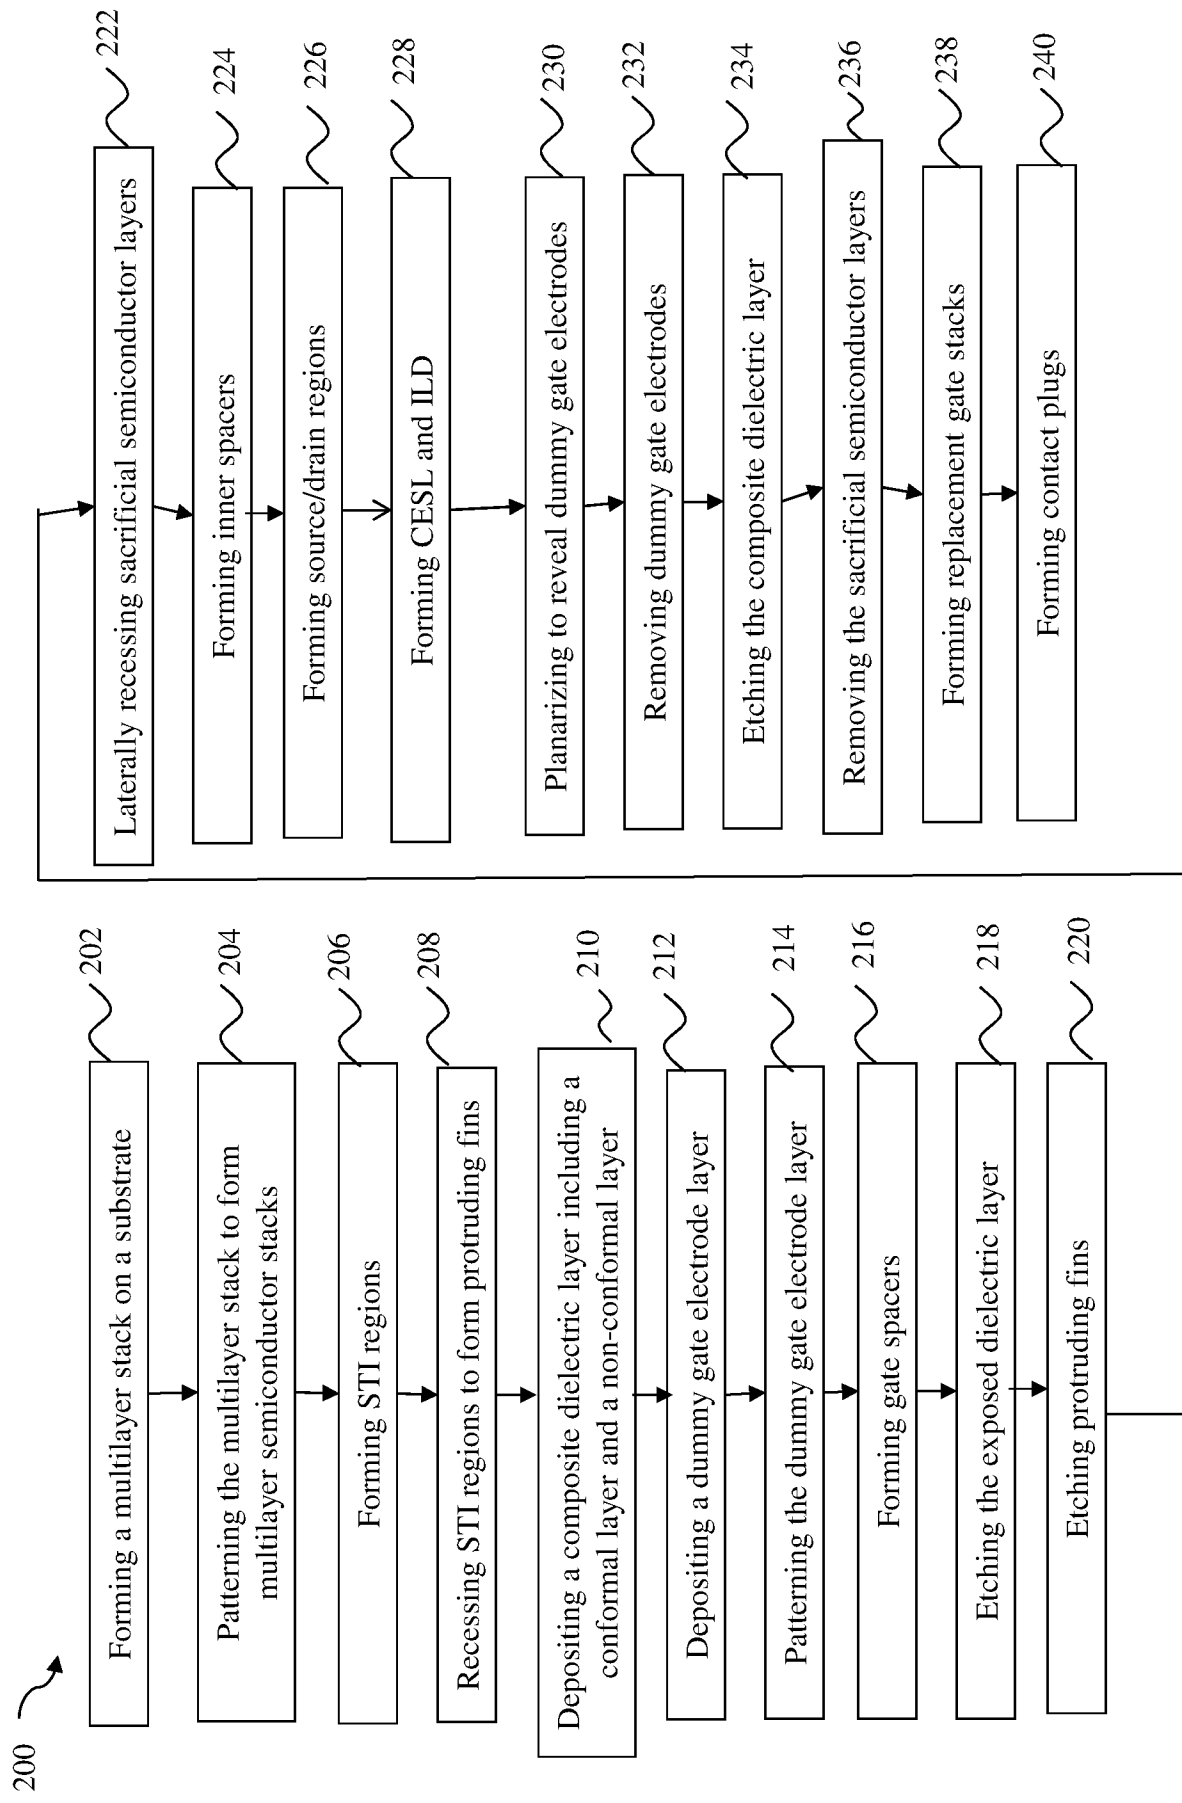 200
Forming a multilayer stack on a substrate
202
Patterning the multilayer stack to form
multilayer semiconductor stacks
204
Forming STI regions
206
Recessing STI regions to form protruding fins
208
Depositing a composite dielectric layer including a
conformal layer and a non-conformal layer
210
Depositing a dummy gate electrode layer
212
Patterning the dummy gate electrode layer
214
Forming gate spacers
216
Etching the exposed dielectric layer
218
Etching protruding fins
220
Laterally recessing sacrificial semiconductor layers
222
Forming inner spacers
224
Forming source/drain regions
226
Forming CESL and ILD
228
Planarizing to reveal dummy gate electrodes
230
Removing dummy gate electrodes
232
Etching the composite dielectric layer
234
Removing the sacrificial semiconductor layers
236
Forming replacement gate stacks
238
Forming contact plugs
240